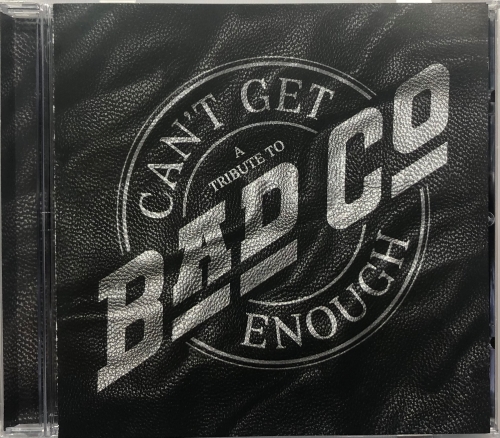 CAN'T GET
A
TRIBUTE TO
BAD CO
ENOUGH